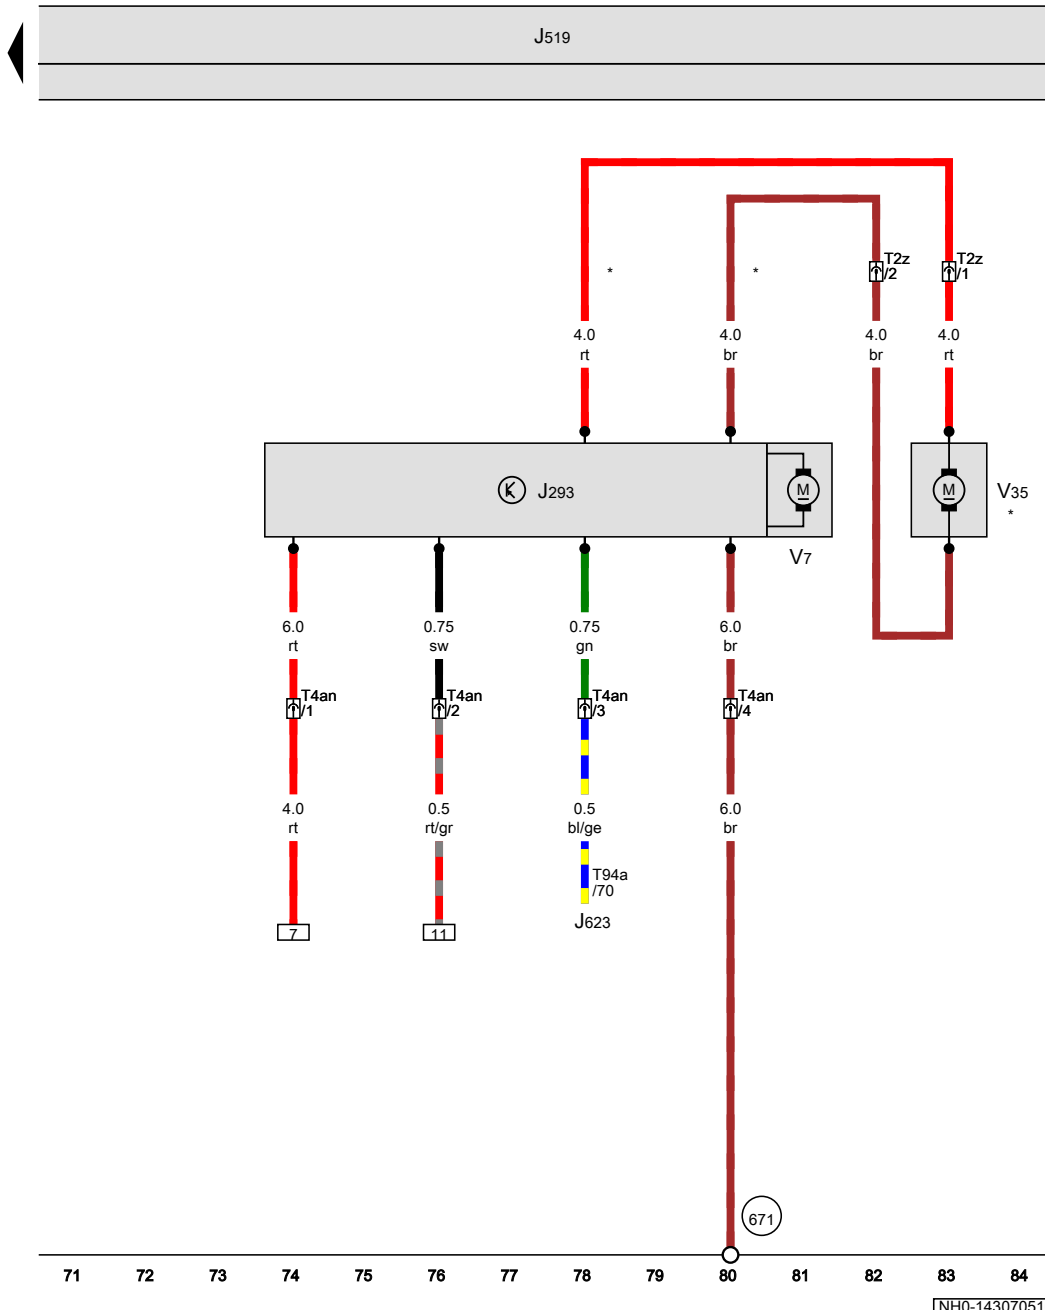 J519
T2z
/2
T2z
/1
*
*
4.0
rt
4.0
br
4.0
br
4.0
rt
J293
M
V7
M
V35
*
6.0
rt
0.75
sw
0.75
gn
6.0
br
T4an
/1
T4an
/2
T4an
/3
T4an
/4
4.0
rt
0.5
rt/gr
0.5
bl/ge
6.0
br
T94a
/70
J623
7
11
671
71 72 73 74 75 76 77 78 79 80 81 82 83 84
NH0-14307051